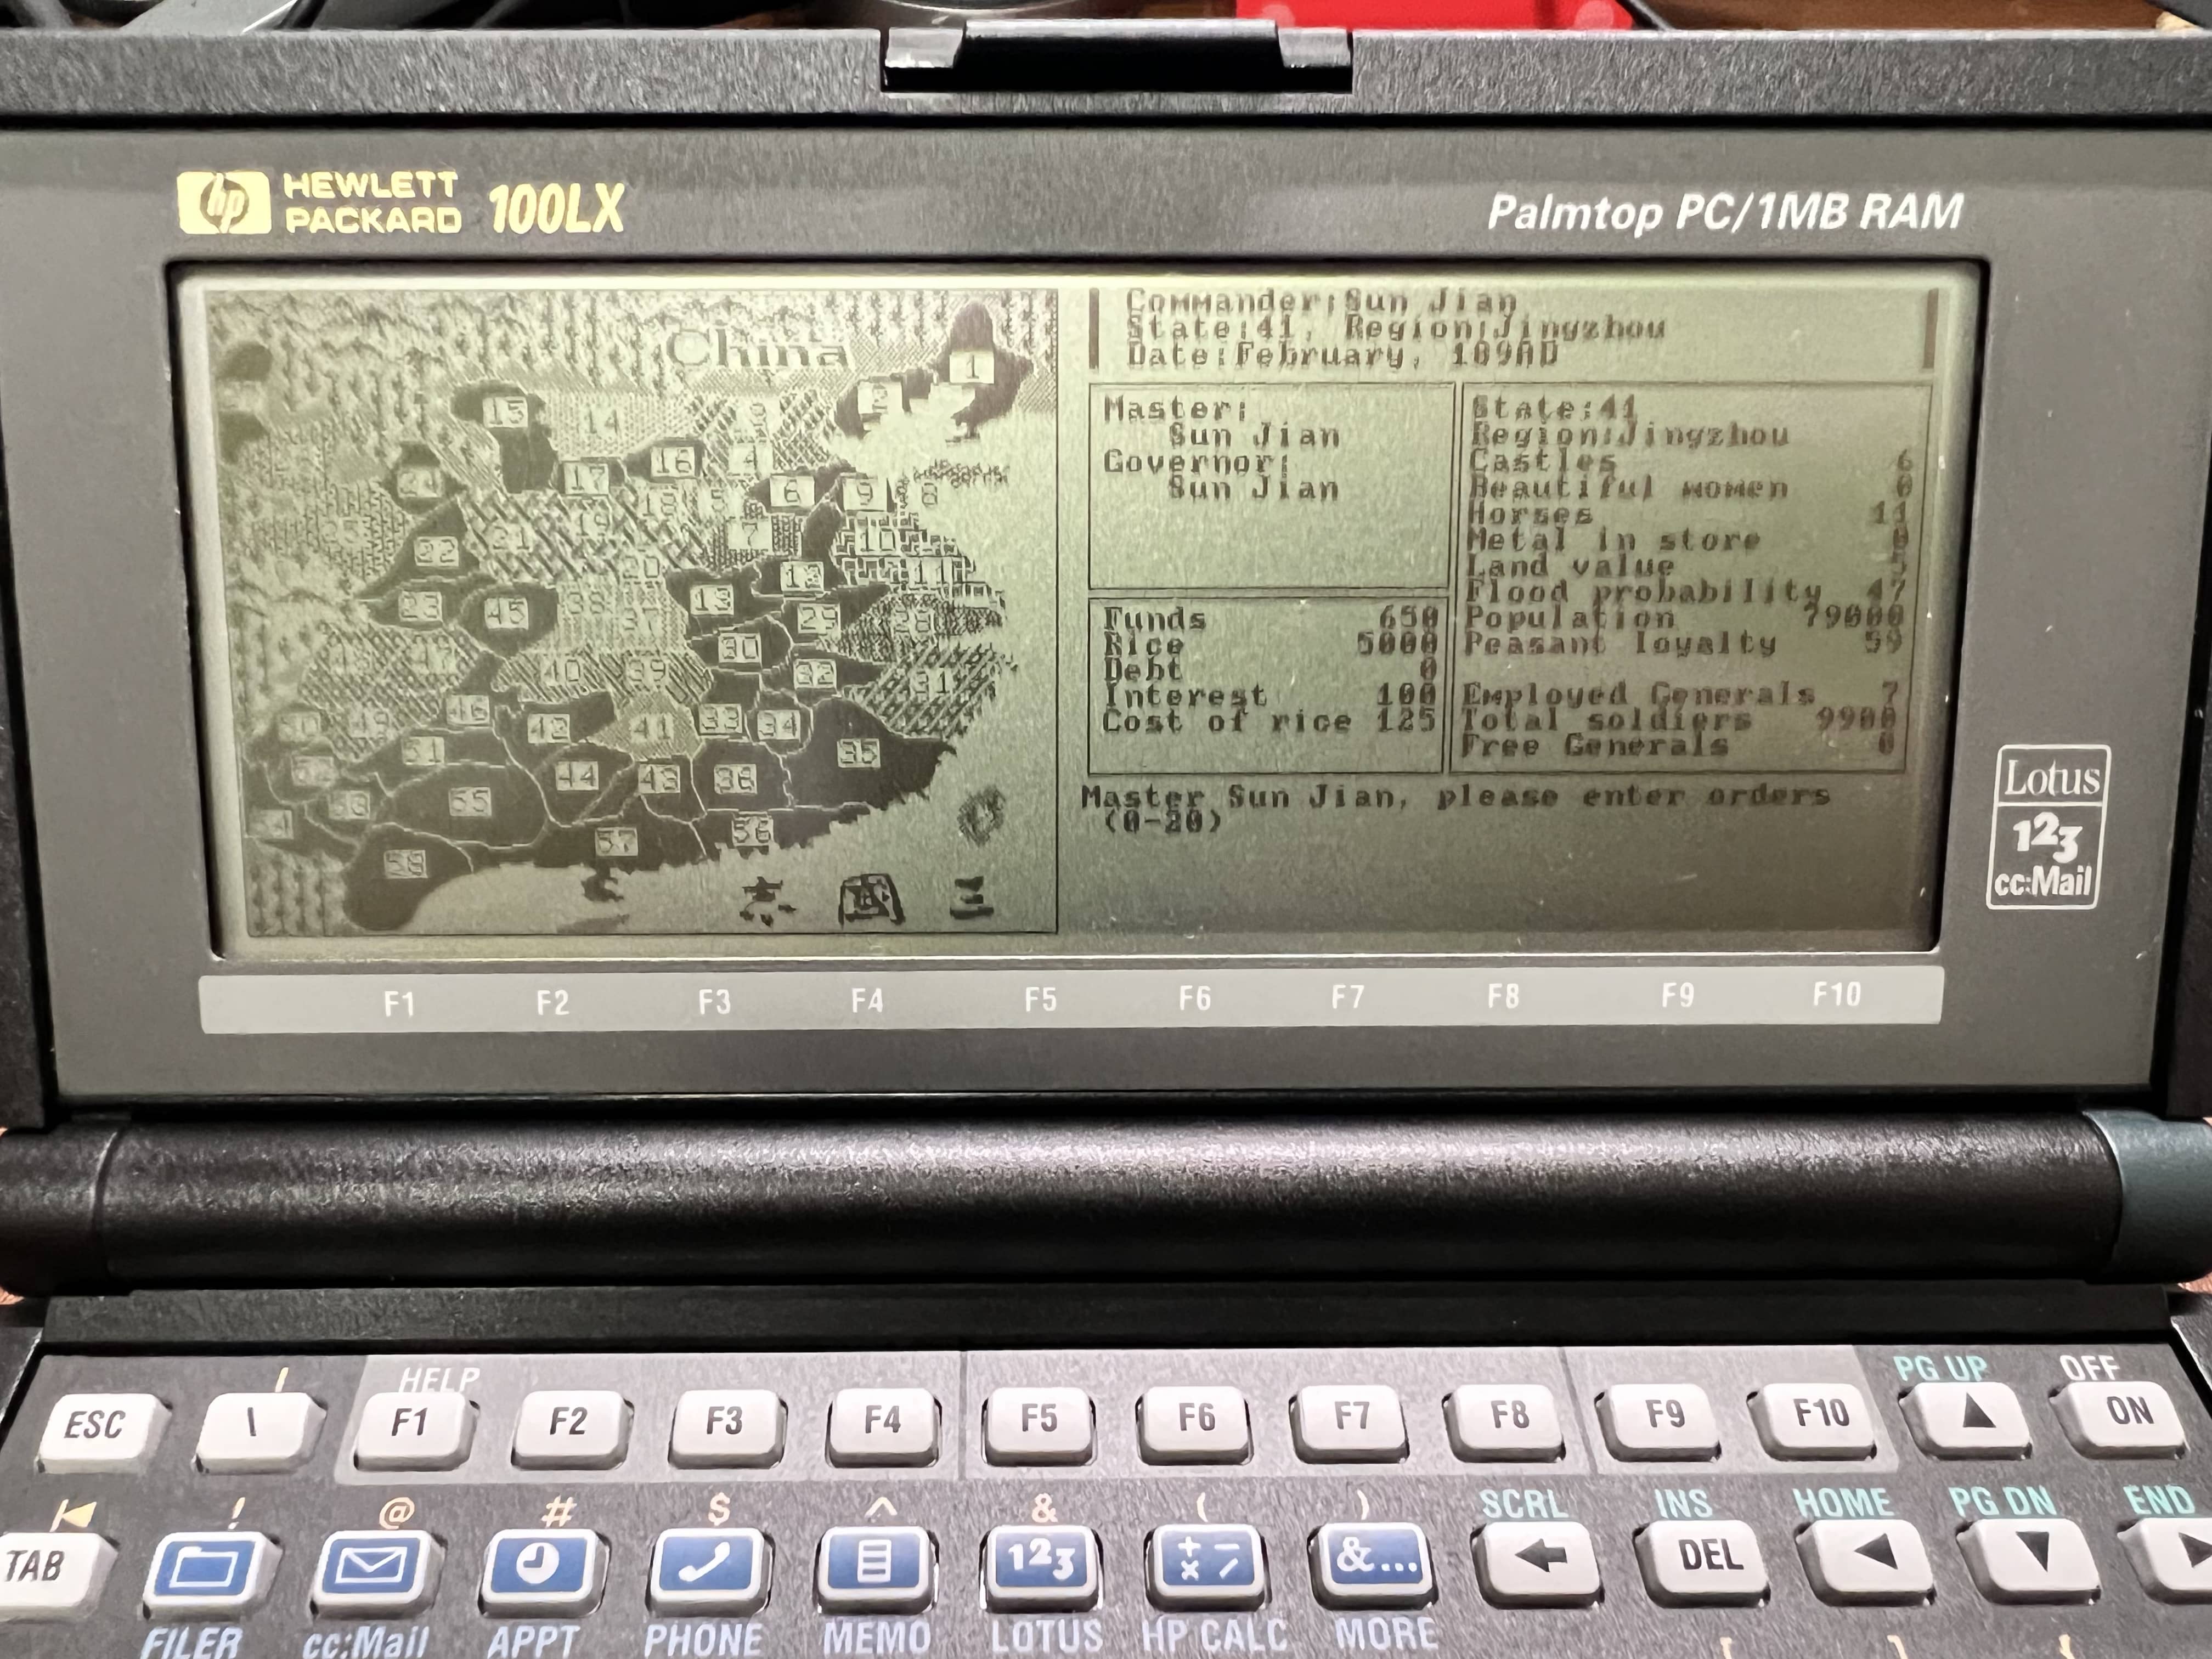 hp HEWLETT PACKARD 100LX
Palmtop PC/1MB RAM
China
1
2
15
14
3
16
4
24
17
6
9
8
18
5
25
22
21
19
7
10
20
12
11
23
45
38
37
13
29
28
48
47
30
40
39
32
31
50
49
46
42
41
33
34
51
35
52
44
43
36
53
55
54
57
56
58
志 國 三
Commander:Sun Jian
State:41, Region:Jingzhou
Date:February, 189AD
Master:
Sun Jian
Governor:
Sun Jian
Funds 650
Rice 5000
Debt 0
Interest 100
Cost of rice 125
State:41
Region:Jingzhou
Castles 6
Beautiful women 0
Horses 11
Metal in store 0
Land value 5
Flood probability 47
Population 79000
Peasant loyalty 59
Employed Generals 7
Total soldiers 9900
Free Generals 0
Master Sun Jian, please enter orders
(0-20)
Lotus
123
cc:Mail
F1 F2 F3 F4 F5 F6 F7 F8 F9 F10
| HELP PG UP OFF
ESC \ F1 F2 F3 F4 F5 F6 F7 F8 F9 F10 ON
! @ # $ ^ & ( ) SCRL INS HOME PG DN END
TAB 123 + - × / &... DEL
FILER cc:Mail APPT PHONE MEMO LOTUS HP CALC MORE
[ ] {